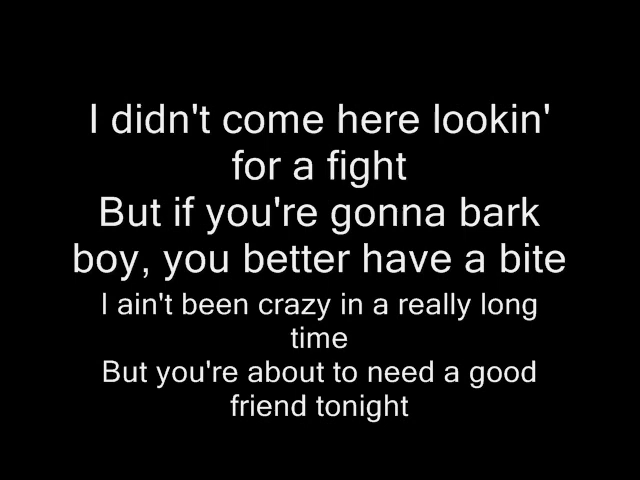 I didn't come here lookin'
for a fight
But if you're gonna bark
boy, you better have a bite
I ain't been crazy in a really long
time
But you're about to need a good
friend tonight